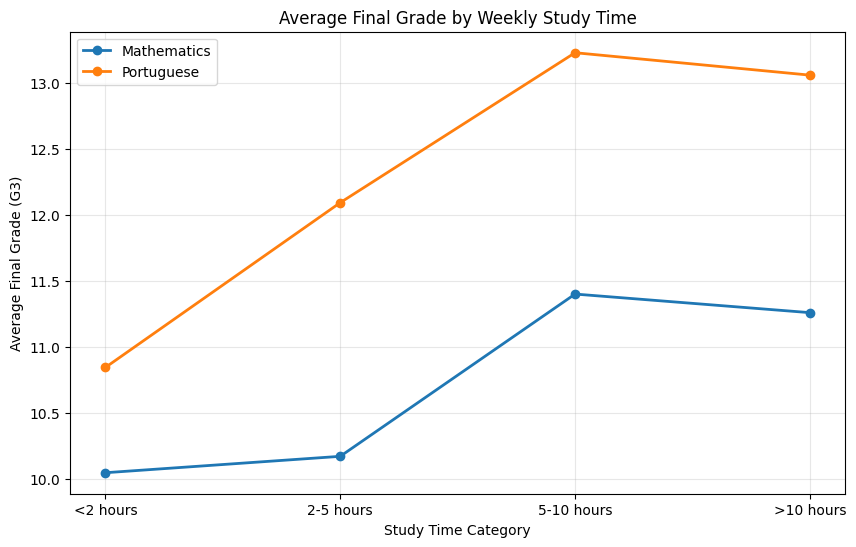 Average Final Grade by Weekly Study Time
Mathematics
Portuguese
Average Final Grade (G3)
13.0
12.5
12.0
11.5
11.0
10.5
10.0
<2 hours
2-5 hours
5-10 hours
>10 hours
Study Time Category